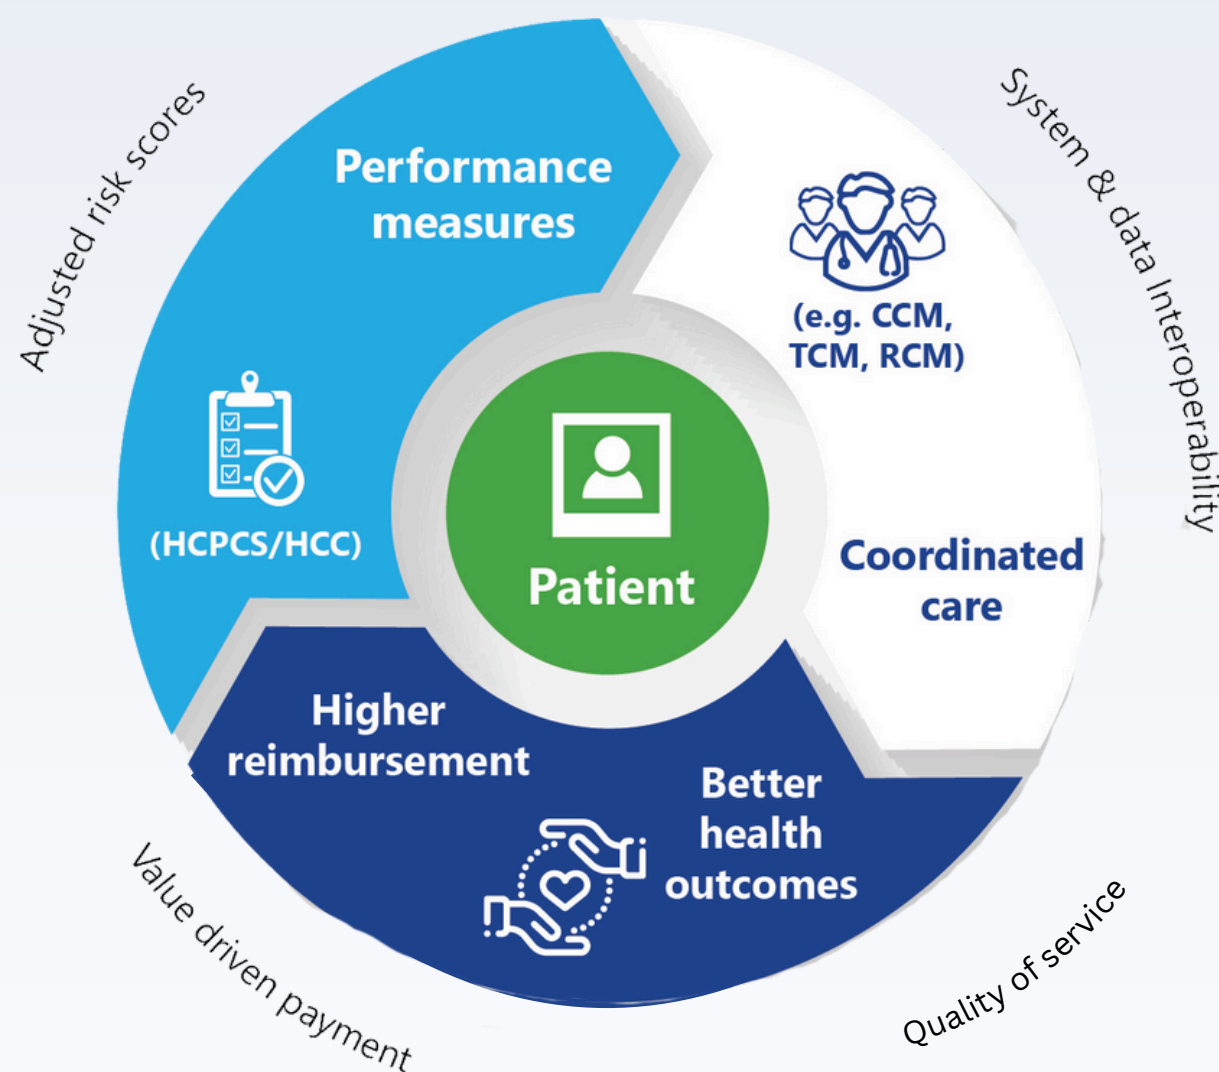 Adjusted risk scores
System & data Interoperability
Performance
measures
(HCPCS/HCC)
(e.g. CCM,
TCM, RCM)
Coordinated
care
Patient
Higher
reimbursement
Better
health
outcomes
Value driven payment
Quality of service